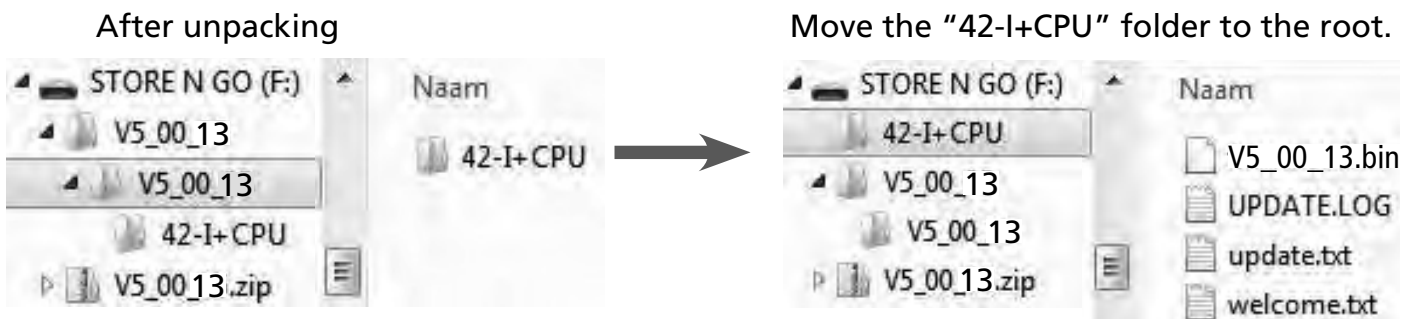 After unpacking
STORE N GO (F:)
V5_00_13
V5_00_13
42-I+CPU
V5_00_13.zip
Naam
42-I+CPU
Move the "42-I+CPU" folder to the root.
STORE N GO (F:)
42-I+CPU
V5_00_13
V5_00_13
V5_00_13.zip
Naam
V5_00_13.bin
UPDATE.LOG
update.txt
welcome.txt